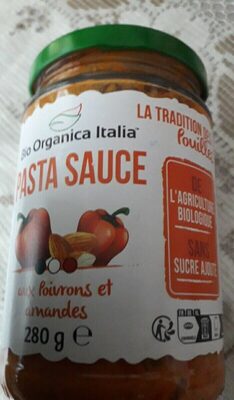 Bio Organica Italia
LA TRADITION DES
Pouilles
PASTA SAUCE
DE
L'AGRICULTURE
BIOLOGIQUE
SANS
SUCRE AJOUTÉ
aux Poivrons et
amandes
280 g e